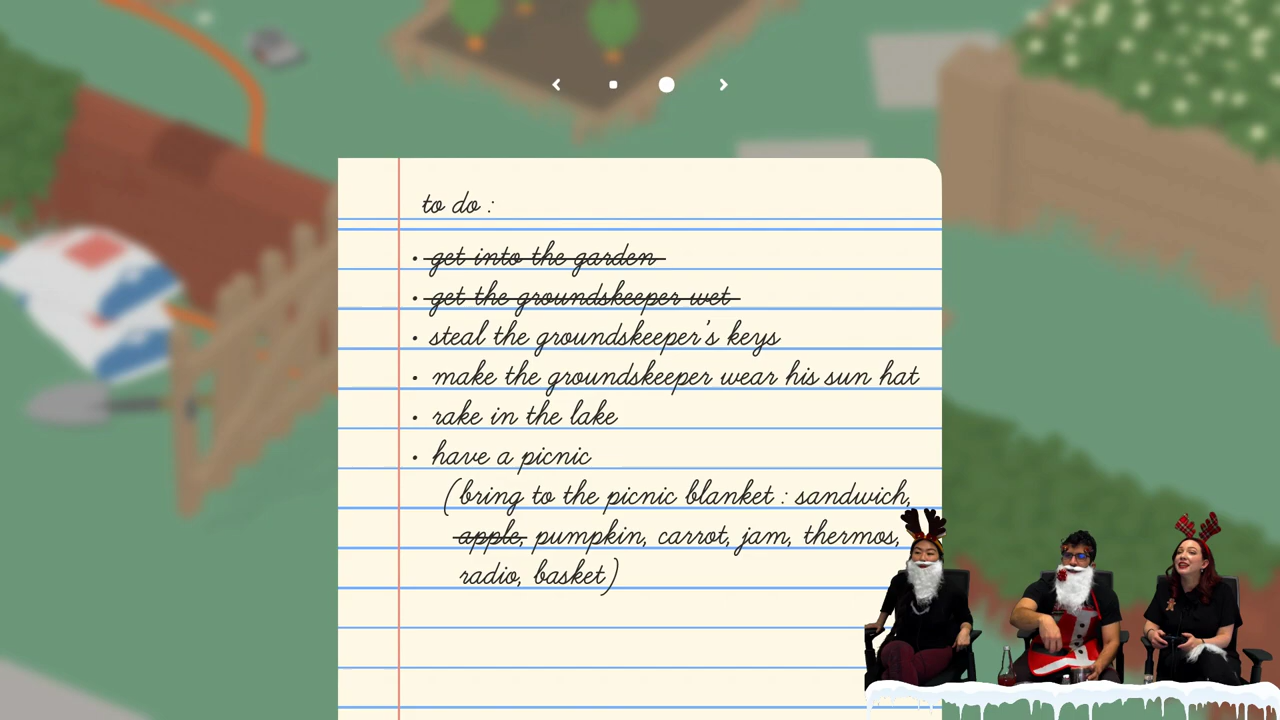 to do :
• get into the garden
• get the groundskeeper wet
• steal the groundskeeper's keys
• make the groundskeeper wear his sun hat
• rake in the lake
• have a picnic
(bring to the picnic blanket : sandwich,
apple, pumpkin, carrot, jam, thermos,
radio, basket)